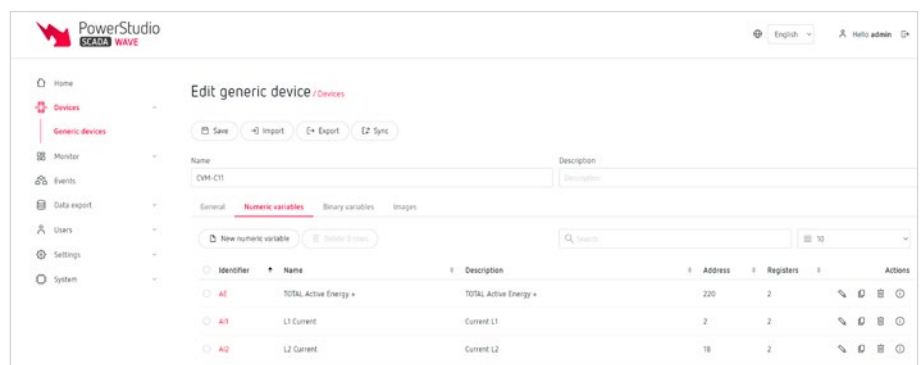 PowerStudio
SCADA WAVE
English
Hello admin
Home
Devices
Generic devices
Monitor
Events
Data export
Users
Settings
System
Edit generic device / Devices
Save Import Export Sync
Name Description
CVM-C11 Description
General Numeric variables Binary variables Images
New numeric variable Delete 0 rows Search 10
Identifier Name Description Address Registers Actions
AE TOTAL Active Energy + TOTAL Active Energy + 220 2
AI1 L1 Current Current L1 2 2
AI2 L2 Current Current L2 18 2